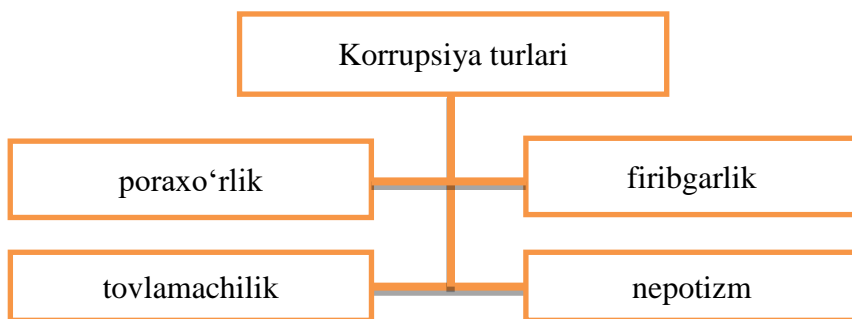 Korrupsiya turlari
poraxo‘rlik
firibgarlik
tovlamachilik
nepotizm